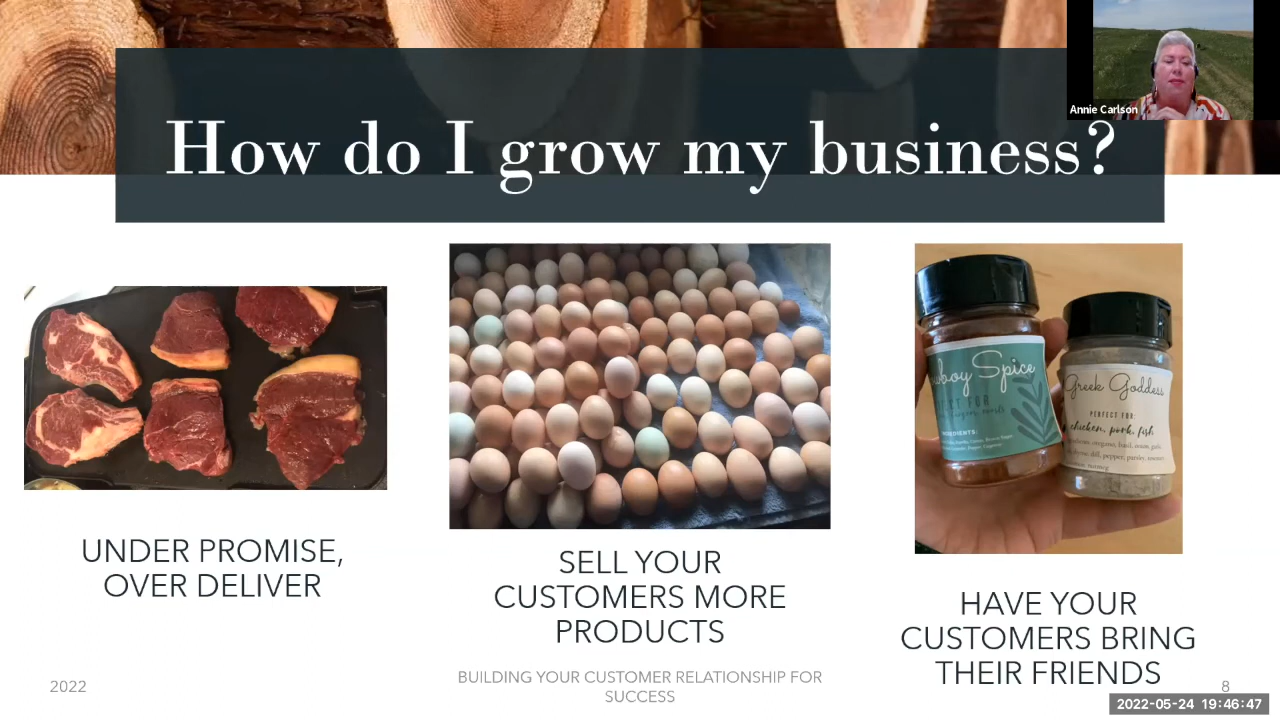 Annie Carlson
How do I grow my business?
UNDER PROMISE,
OVER DELIVER
SELL YOUR
CUSTOMERS MORE
PRODUCTS
boy Spice
INGREDIENTS:
Greek Goddess
PERFECT FOR:
chicken, pork, fish
HAVE YOUR
CUSTOMERS BRING
THEIR FRIENDS
2022
BUILDING YOUR CUSTOMER RELATIONSHIP FOR
SUCCESS
8
2022-05-24 19:46:47